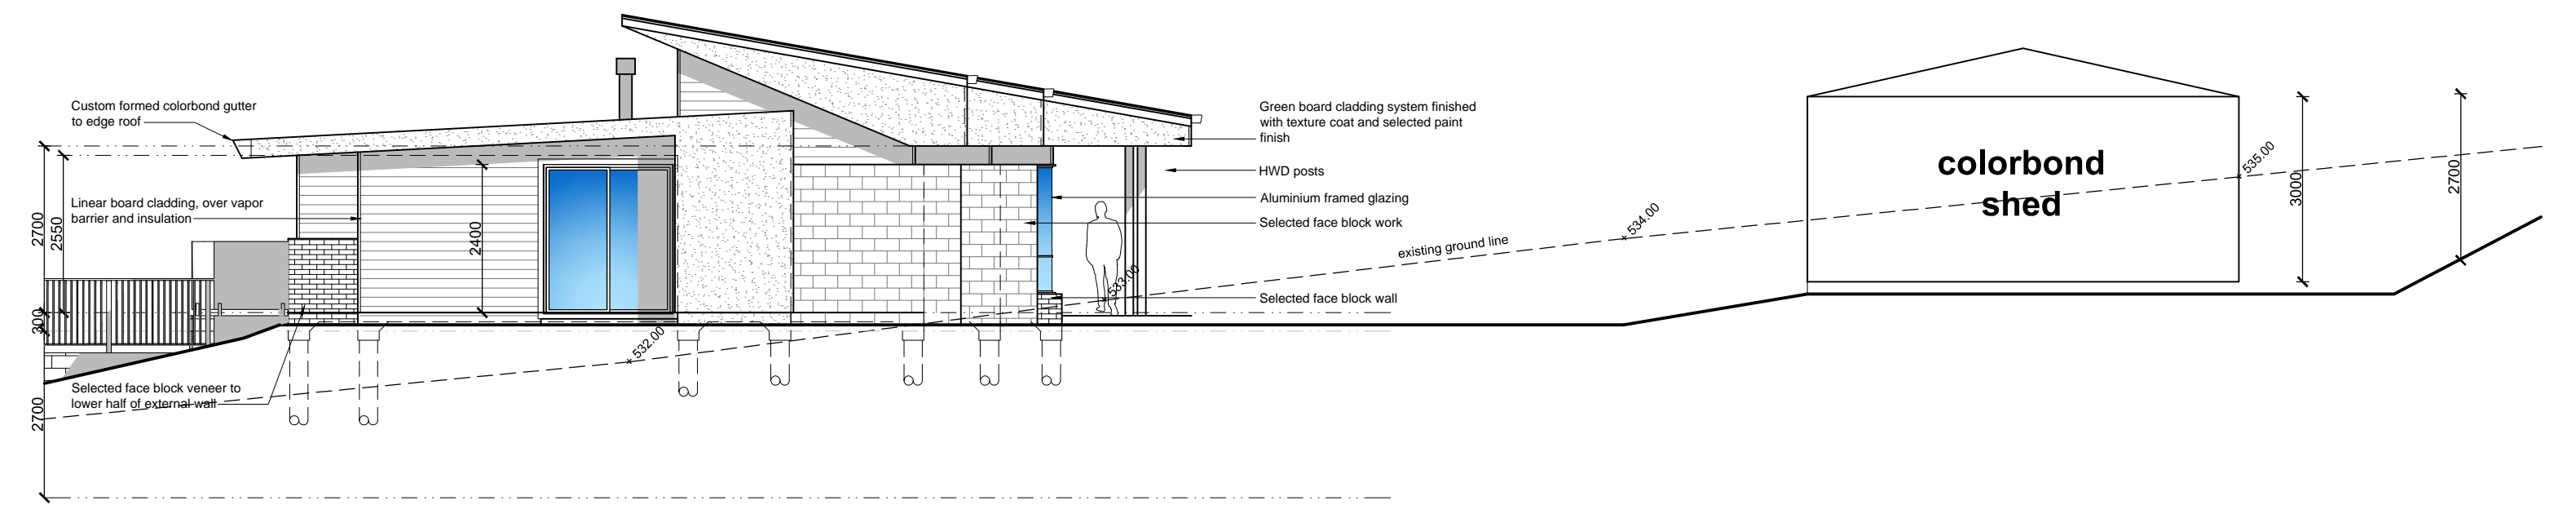 Custom formed colorbond gutter
to edge roof
Linear board cladding, over vapor
barrier and insulation
2700
2550
2400
300
Selected face block veneer to
lower half of external wall
2700
532.00
533.00
Green board cladding system finished
with texture coat and selected paint
finish
HWD posts
Aluminium framed glazing
Selected face block work
Selected face block wall
existing ground line
534.00
colorbond
shed
535.00
3000
2700